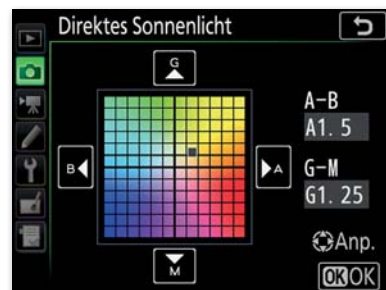 Direktes Sonnenlicht
G
A-B
A1. 5
B
A
G-M
G1. 25
M
Anp.
OK OK